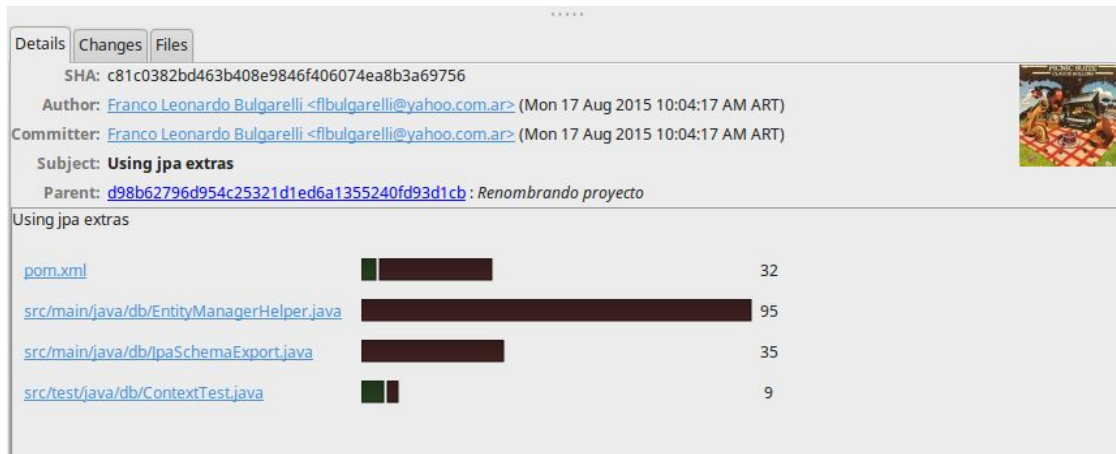 Details Changes Files
SHA: c81c0382bd463b408e9846f406074ea8b3a69756
Author: Franco Leonardo Bulgarelli <flbulgarelli@yahoo.com.ar> (Mon 17 Aug 2015 10:04:17 AM ART)
Committer: Franco Leonardo Bulgarelli <flbulgarelli@yahoo.com.ar> (Mon 17 Aug 2015 10:04:17 AM ART)
Subject: Using jpa extras
Parent: d98b62796d954c25321d1ed6a1355240fd93d1cb : Renombrando proyecto
Using jpa extras
pom.xml 32
src/main/java/db/EntityManagerHelper.java 95
src/main/java/db/JpaSchemaExport.java 35
src/test/java/db/ContextTest.java 9